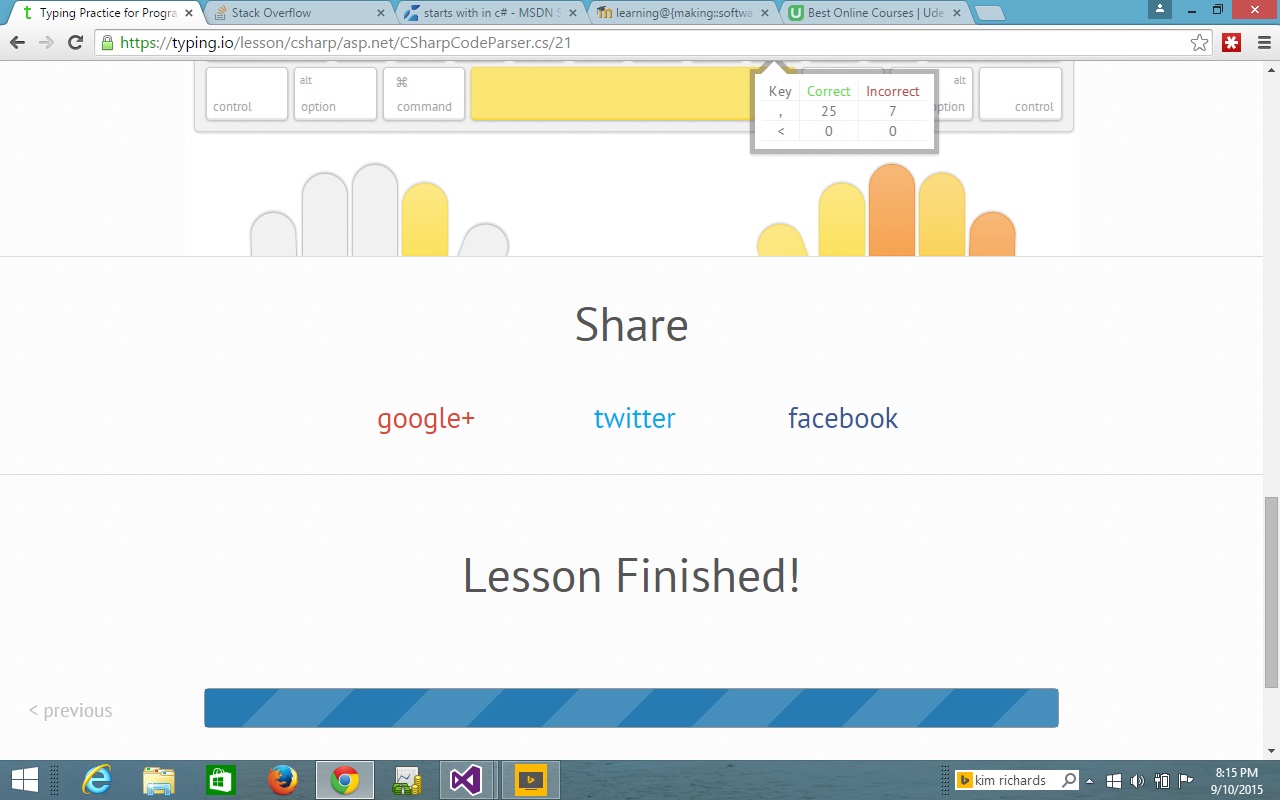 Typing Practice for Progra
Stack Overflow
starts with in c# - MSDN S
learning@{making::softwa
Best Online Courses | Ude
https://typing.io/lesson/csharp/asp.net/CSharpCodeParser.cs/21
control
alt
option
⌘
command
Key Correct Incorrect
, 25 7
< 0 0
alt
ption
control
Share
google+ twitter facebook
Lesson Finished!
< previous
kim richards
8:15 PM
9/10/2015